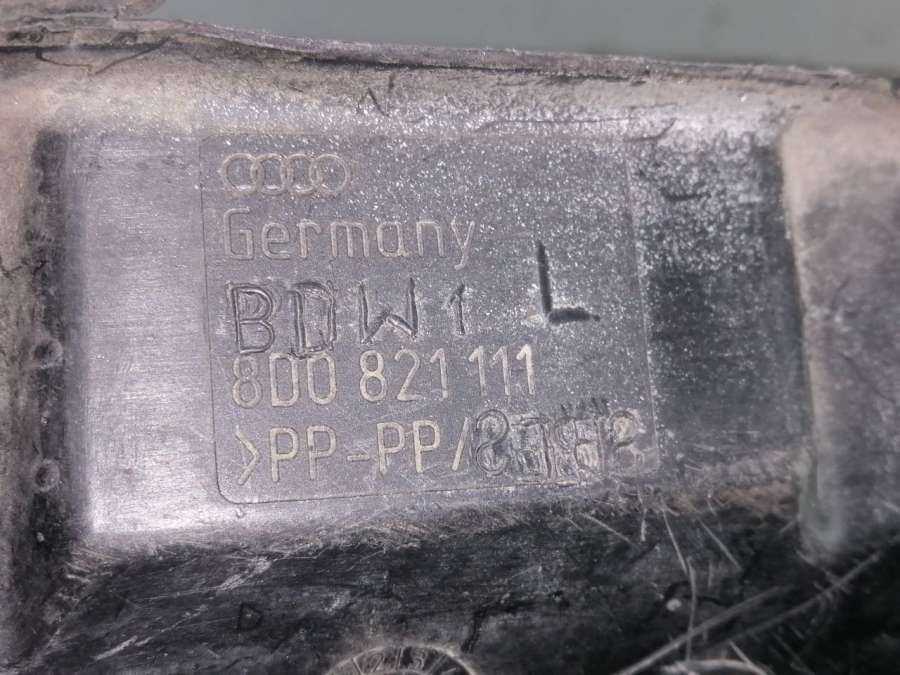 Germany
BDW1 L
8D0 821 111
>PP-PP/